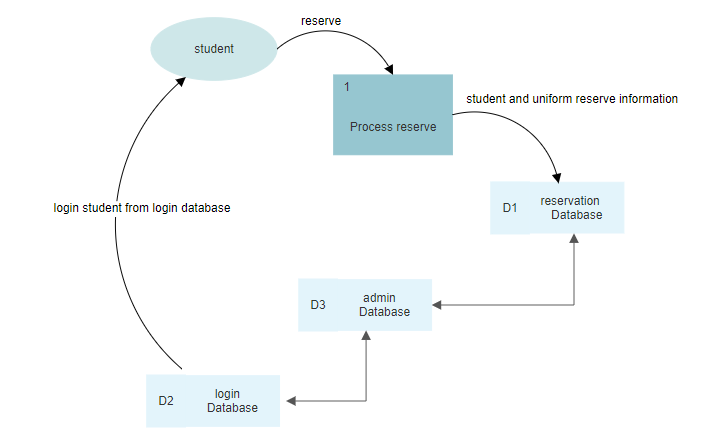 reserve
student
1
Process reserve
student and uniform reserve information
D1
reservation
Database
login student from login database
D3
admin
Database
D2
login
Database